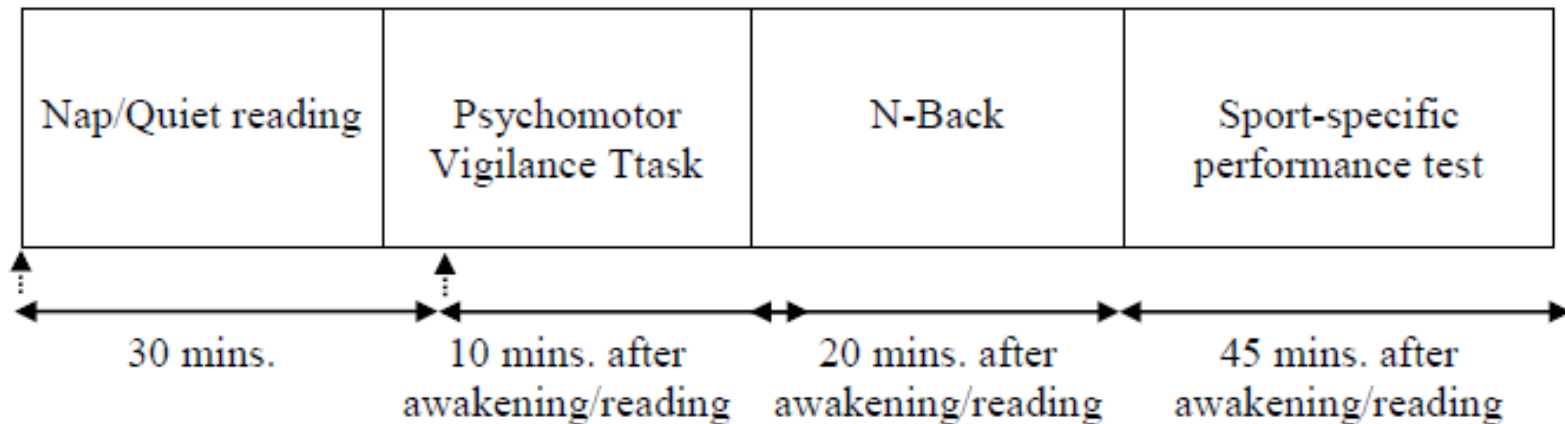 Nap/Quiet reading
Psychomotor
Vigilance Ttask
N-Back
Sport-specific
performance test
30 mins.
10 mins. after
awakening/reading
20 mins. after
awakening/reading
45 mins. after
awakening/reading